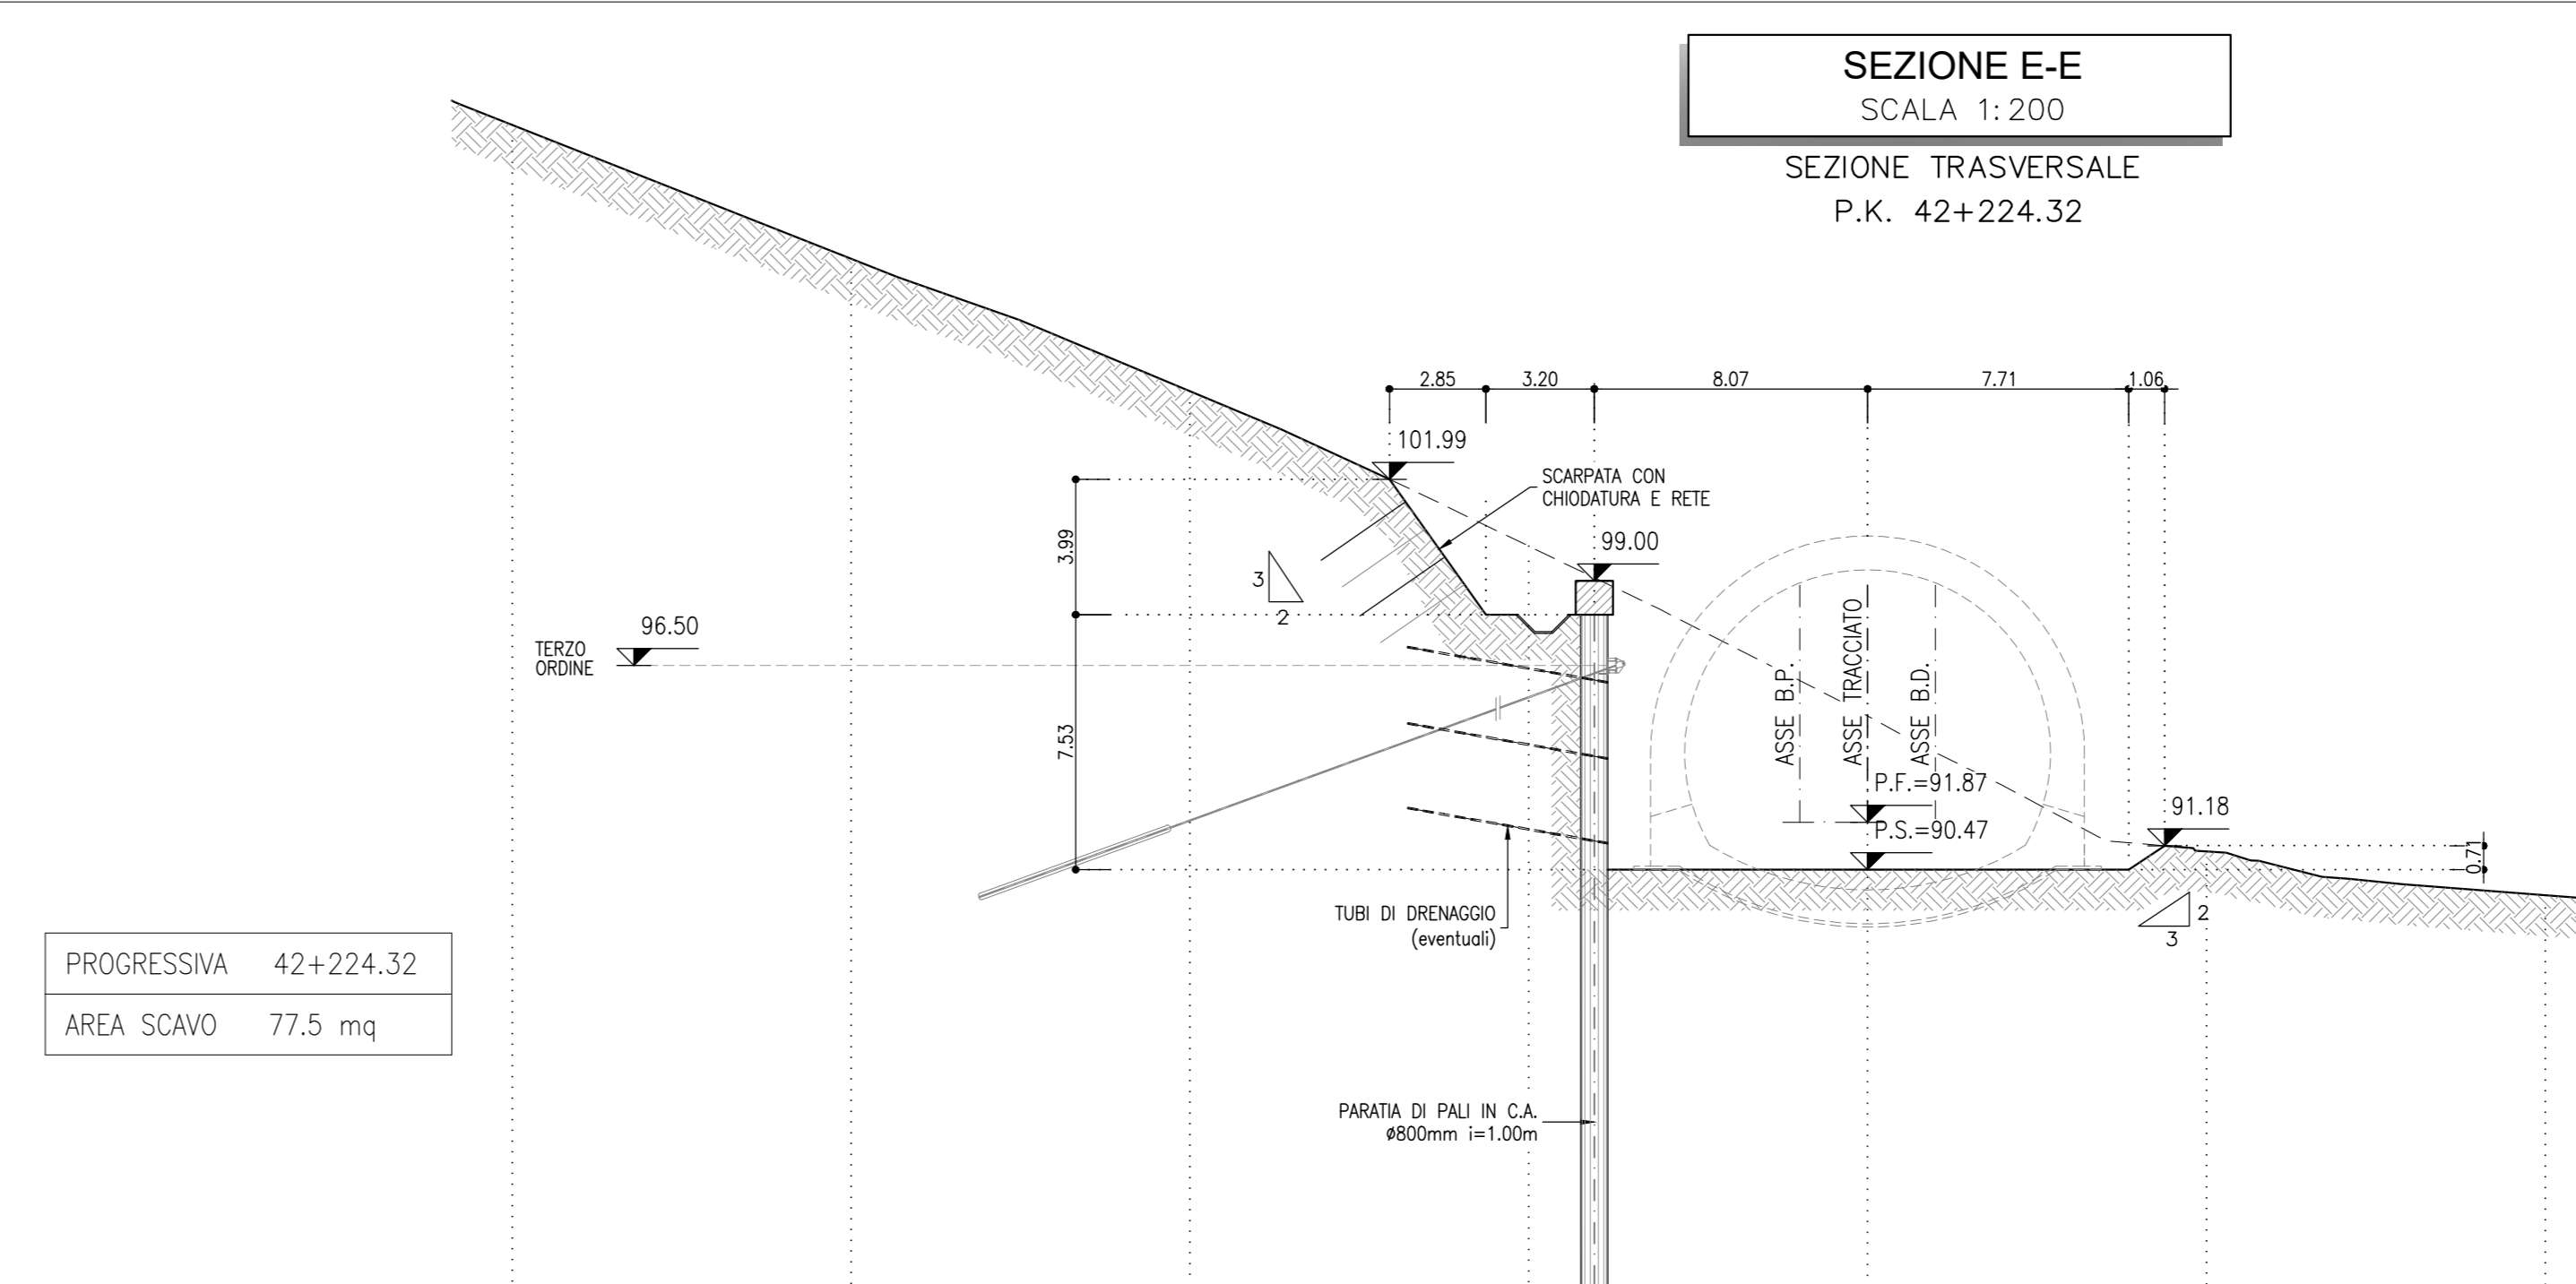 SEZIONE E-E
SCALA 1:200
SEZIONE TRASVERSALE
P.K. 42+224.32
2.85
3.20
8.07
7.71
1.06
101.99
SCARPATA CON
CHIODATURA E RETE
3.99
99.00
3
2
TERZO
ORDINE
96.50
7.53
ASSE B.P.
ASSE TRACCIATO
ASSE B.D.
P.F.=91.87
P.S.=90.47
91.18
0.71
2
3
TUBI DI DRENAGGIO
(eventuali)
PROGRESSIVA 42+224.32
AREA SCAVO 77.5 mq
PARATIA DI PALI IN C.A.
ø800mm i=1.00m